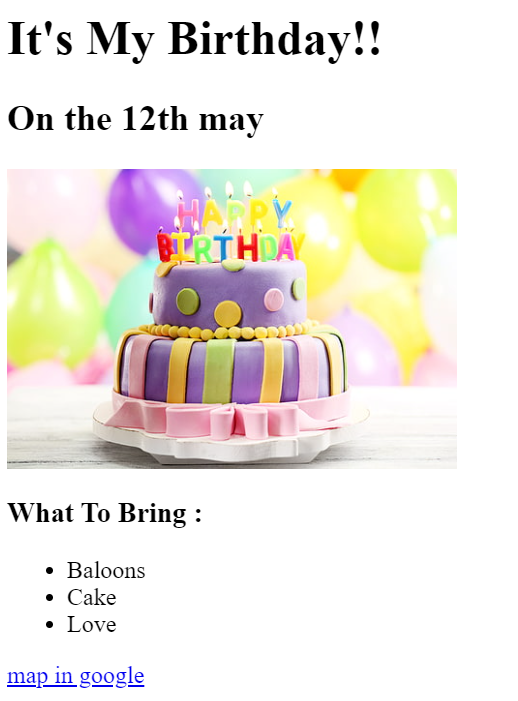 It's My Birthday!!
On the 12th may
HAPPY
BIRTHDAY
What To Bring :
Baloons
Cake
Love
map in google